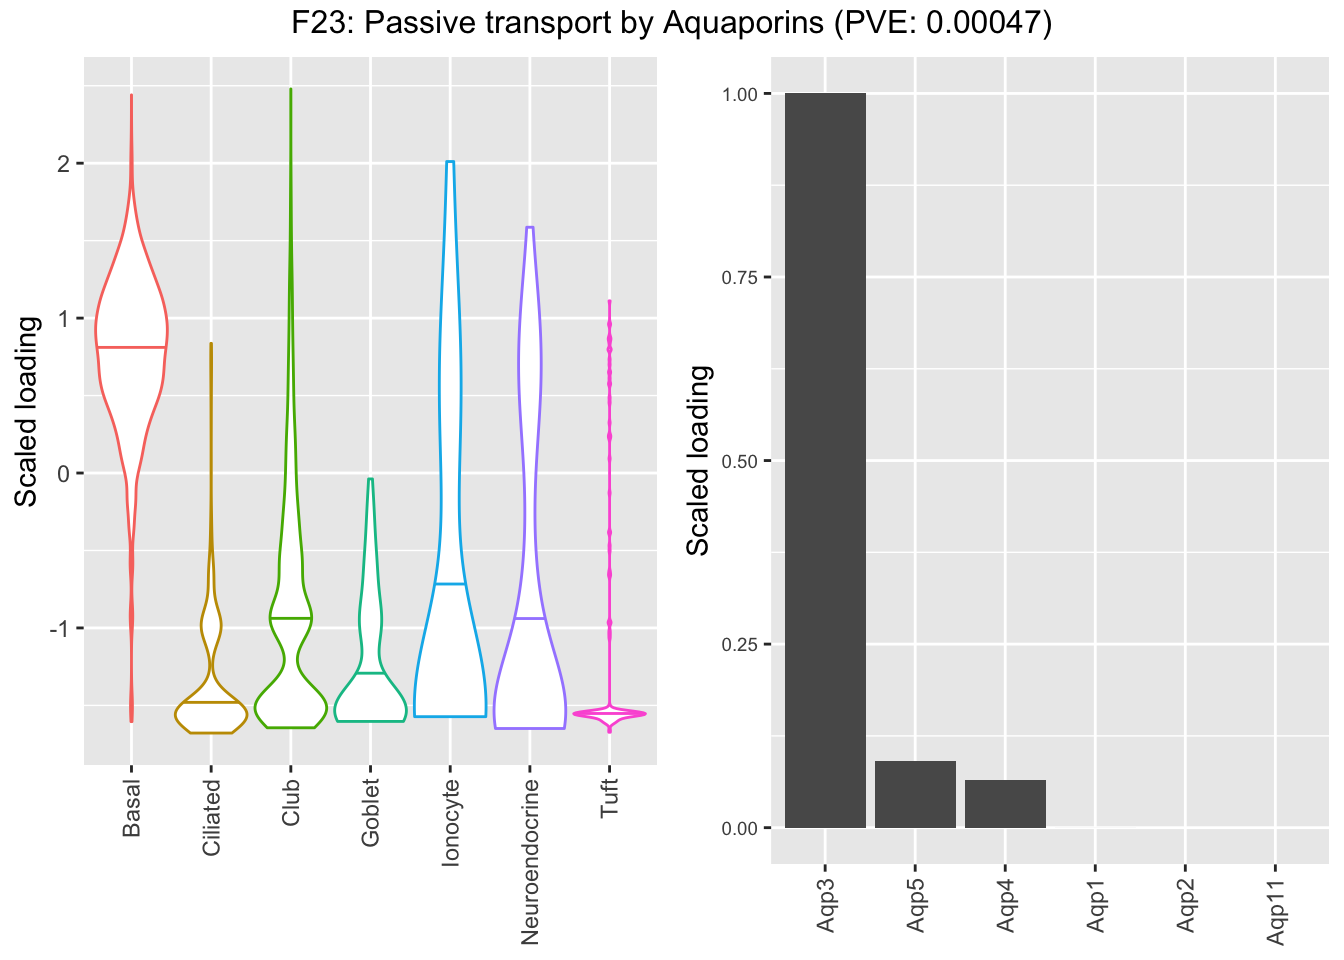 F23: Passive transport by Aquaporins (PVE: 0.00047)
Scaled loading
2
1
0
-1
Basal
Ciliated
Club
Goblet
Ionocyte
Neuroendocrine
Tuft
Scaled loading
1.00
0.75
0.50
0.25
0.00
Aqp3
Aqp5
Aqp4
Aqp1
Aqp2
Aqp11